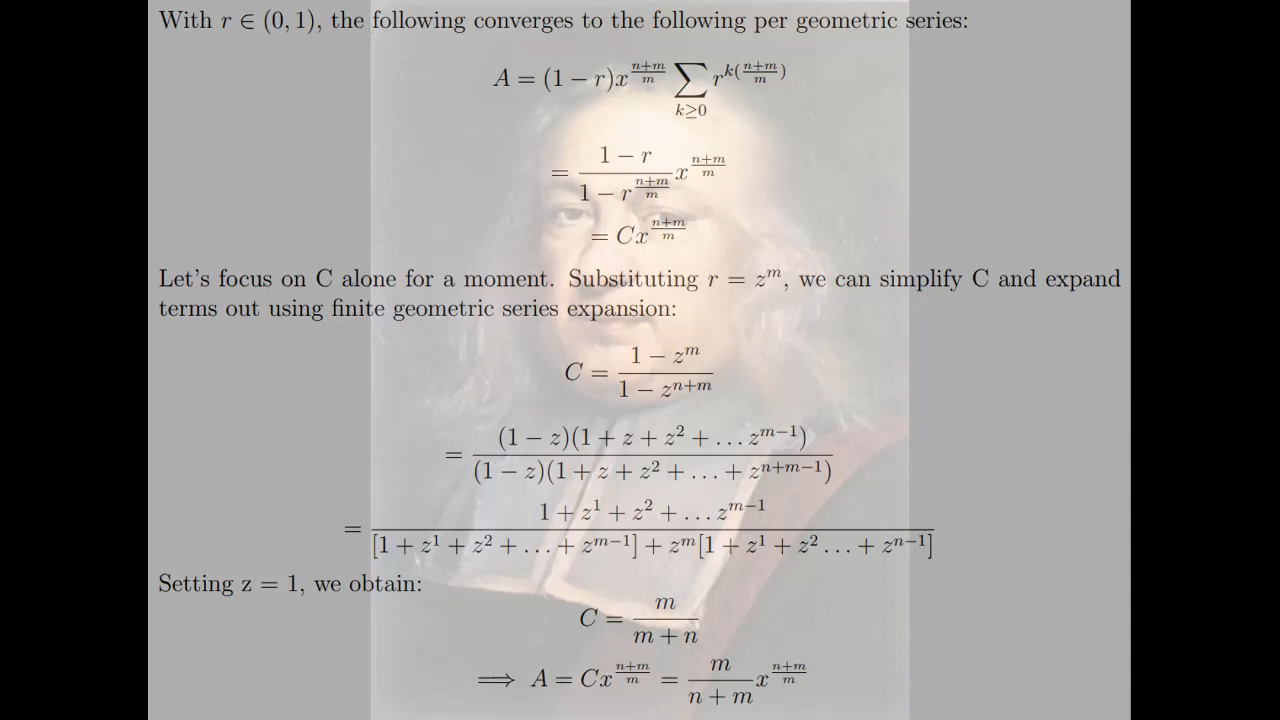 With r ∈ (0, 1), the following converges to the following per geometric series:
A = (1 − r)x^{\frac{n+m}{m}} \sum_{k≥0} r^{k(\frac{n+m}{m})}
= \frac{1 − r}{1 − r^{\frac{n+m}{m}}} x^{\frac{n+m}{m}}
= Cx^{\frac{n+m}{m}}
Let's focus on C alone for a moment. Substituting r = z^m, we can simplify C and expand
terms out using finite geometric series expansion:
C = \frac{1 − z^m}{1 − z^{n+m}}
= \frac{(1 − z)(1 + z + z^2 + … z^{m−1})}{(1 − z)(1 + z + z^2 + … + z^{n+m−1})}
= \frac{1 + z^1 + z^2 + … z^{m−1}}{[1 + z^1 + z^2 + … + z^{m−1}] + z^m[1 + z^1 + z^2 … + z^{n−1}]}
Setting z = 1, we obtain:
C = \frac{m}{m + n}
⟹ A = Cx^{\frac{n+m}{m}} = \frac{m}{n + m} x^{\frac{n+m}{m}}